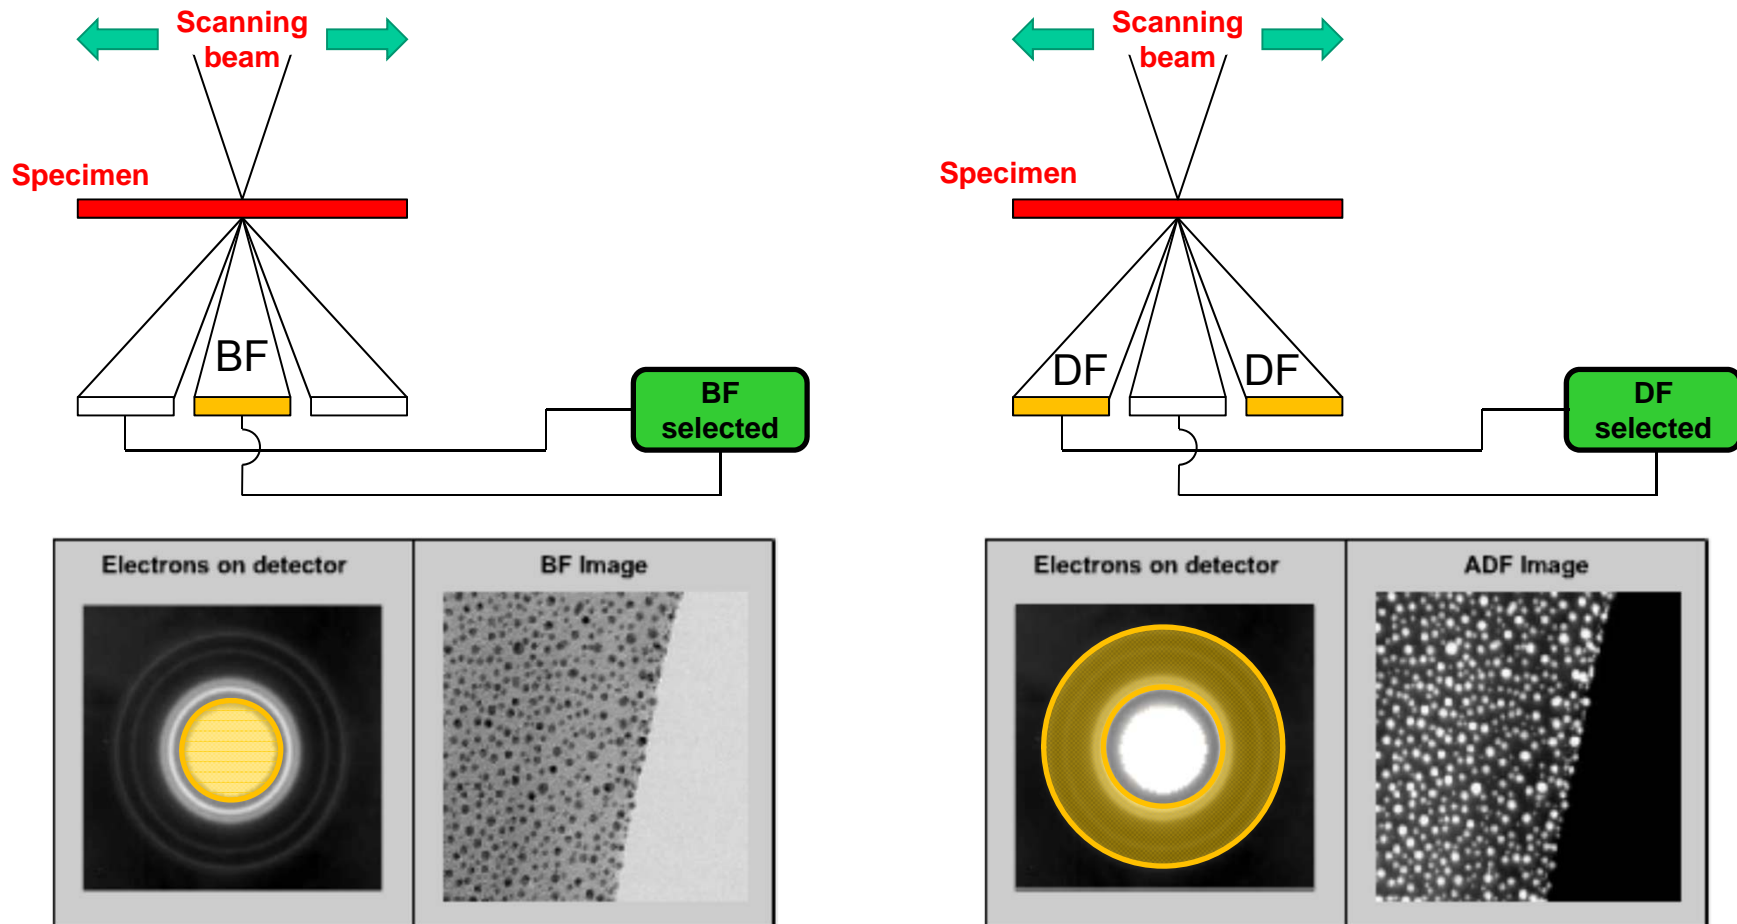 Scanning
beam
Specimen
BF
BF
selected
Electrons on detector
BF Image
Scanning
beam
Specimen
DF
DF
DF
selected
Electrons on detector
ADF Image